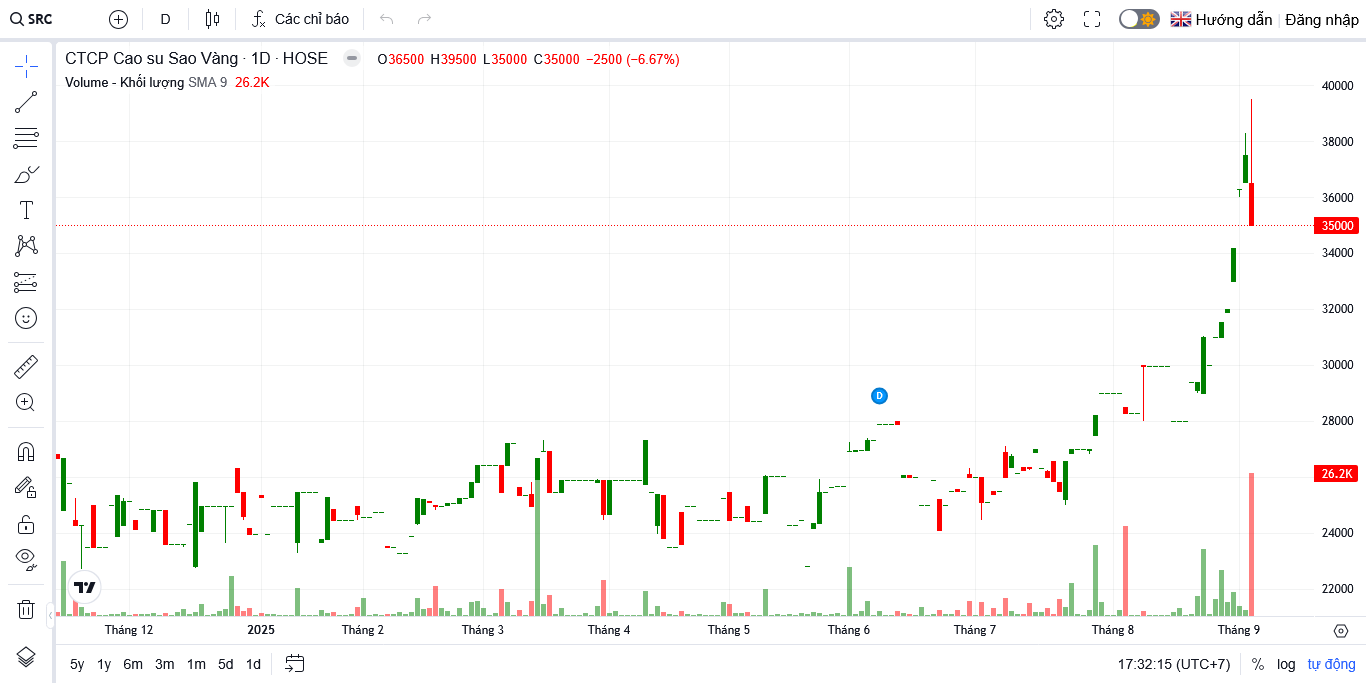 SRC D Các chỉ báo Hướng dẫn Đăng nhập
CTCP Cao su Sao Vàng · 1D · HOSE O36500 H39500 L35000 C35000 −2500 (−6.67%)
Volume - Khối lượng SMA 9 26.2K
40000
38000
36000
35000
34000
32000
30000
D
28000
26.2K
24000
22000
Tháng 12 2025 Tháng 2 Tháng 3 Tháng 4 Tháng 5 Tháng 6 Tháng 7 Tháng 8 Tháng 9
5y 1y 6m 3m 1m 5d 1d 17:32:15 (UTC+7) % log tự động